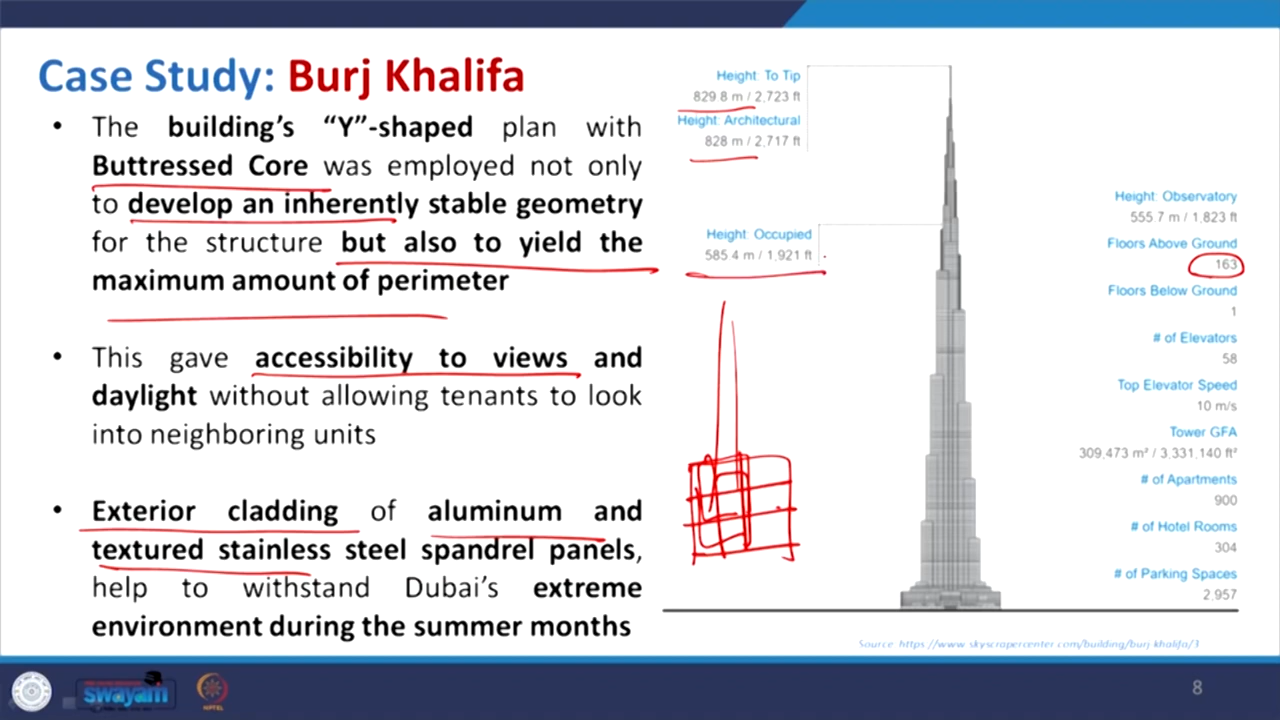 Case Study: Burj Khalifa
• The building's “Y”-shaped plan with
Buttressed Core was employed not only
to develop an inherently stable geometry
for the structure but also to yield the
maximum amount of perimeter
• This gave accessibility to views and
daylight without allowing tenants to look
into neighboring units
• Exterior cladding of aluminum and
textured stainless steel spandrel panels,
help to withstand Dubai's extreme
environment during the summer months
Height: To Tip
829.8 m / 2,723 ft
Height: Architectural
828 m / 2,717 ft
Height: Occupied
585.4 m / 1,921 ft
Height: Observatory
555.7 m / 1,823 ft
Floors Above Ground
163
Floors Below Ground
1
# of Elevators
58
Top Elevator Speed
10 m/s
Tower GFA
309,473 m² / 3,331,140 ft²
# of Apartments
900
# of Hotel Rooms
304
# of Parking Spaces
2,957
Source: https://www.skyscrapercenter.com/building/burj-khalifa/3
swayam
NPTEL
8